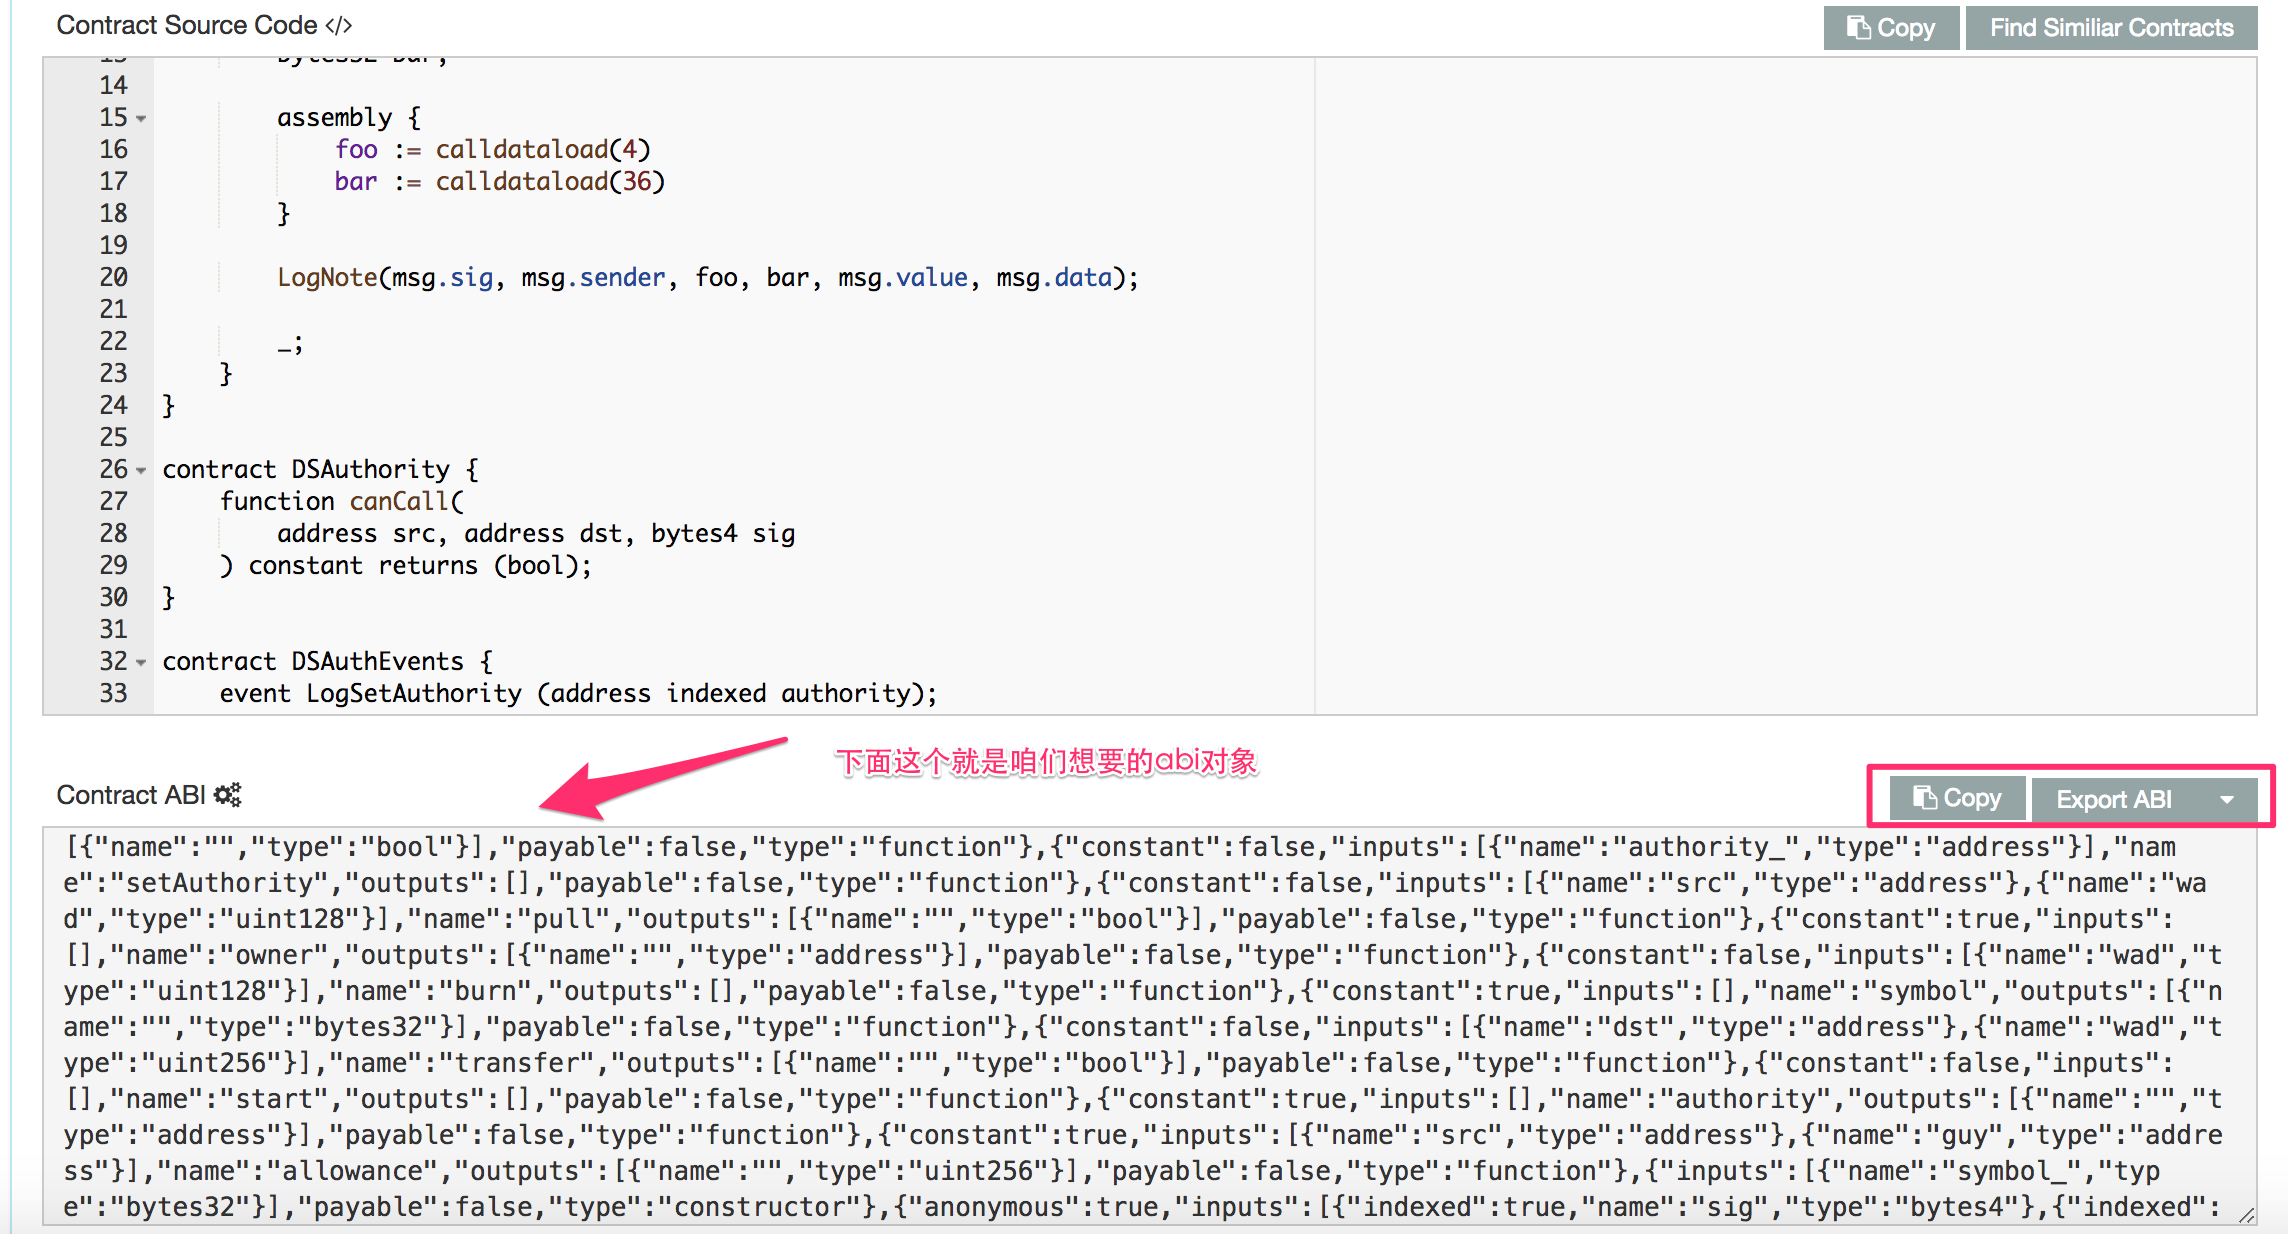 Contract Source Code </>
Copy
Find Similiar Contracts
13 bytes32 bar;
14
15 assembly {
16 foo := calldataload(4)
17 bar := calldataload(36)
18 }
19
20 LogNote(msg.sig, msg.sender, foo, bar, msg.value, msg.data);
21
22 _;
23 }
24 }
25
26 contract DSAuthority {
27 function canCall(
28 address src, address dst, bytes4 sig
29 ) constant returns (bool);
30 }
31
32 contract DSAuthEvents {
33 event LogSetAuthority (address indexed authority);
下面这个就是咱们想要的abi对象
Contract ABI
Copy
Export ABI
[{"name":"","type":"bool"}],"payable":false,"type":"function"},{"constant":false,"inputs":[{"name":"authority_","type":"address"}],"nam
e":"setAuthority","outputs":[],"payable":false,"type":"function"},{"constant":false,"inputs":[{"name":"src","type":"address"},{"name":"wa
d","type":"uint128"}],"name":"pull","outputs":[{"name":"","type":"bool"}],"payable":false,"type":"function"},{"constant":true,"inputs":
[],"name":"owner","outputs":[{"name":"","type":"address"}],"payable":false,"type":"function"},{"constant":false,"inputs":[{"name":"wad","t
ype":"uint128"}],"name":"burn","outputs":[],"payable":false,"type":"function"},{"constant":true,"inputs":[],"name":"symbol","outputs":[{"n
ame":"","type":"bytes32"}],"payable":false,"type":"function"},{"constant":false,"inputs":[{"name":"dst","type":"address"},{"name":"wad","t
ype":"uint256"}],"name":"transfer","outputs":[{"name":"","type":"bool"}],"payable":false,"type":"function"},{"constant":false,"inputs":
[],"name":"start","outputs":[],"payable":false,"type":"function"},{"constant":true,"inputs":[],"name":"authority","outputs":[{"name":"","t
ype":"address"}],"payable":false,"type":"function"},{"constant":true,"inputs":[{"name":"src","type":"address"},{"name":"guy","type":"addre
ss"}],"name":"allowance","outputs":[{"name":"","type":"uint256"}],"payable":false,"type":"function"},{"inputs":[{"name":"symbol_","typ
e":"bytes32"}],"payable":false,"type":"constructor"},{"anonymous":true,"inputs":[{"indexed":true,"name":"sig","type":"bytes4"},{"indexed":